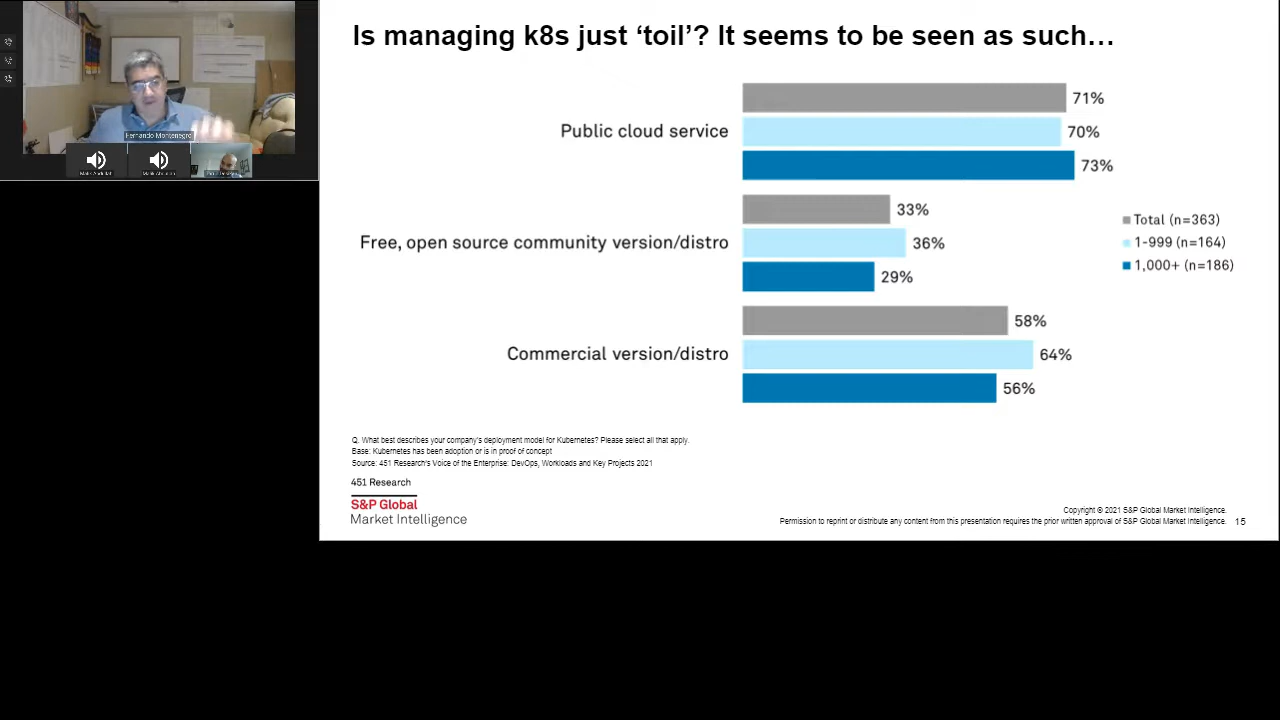 Is managing k8s just ‘toil’? It seems to be seen as such…
Fernando Montenegro
Public cloud service
71%
70%
73%
Free, open source community version/distro
33%
36%
29%
Commercial version/distro
58%
64%
56%
Total (n=363)
1-999 (n=164)
1,000+ (n=186)
Q. What best describes your company's deployment model for Kubernetes? Please select all that apply.
Base: Kubernetes has been adoption or is in proof of concept
Source: 451 Research's Voice of the Enterprise: DevOps, Workloads and Key Projects 2021
451 Research
S&P Global
Market Intelligence
Copyright © 2021 S&P Global Market Intelligence.
Permission to reprint or distribute any content from this presentation requires the prior written approval of S&P Global Market Intelligence.
15